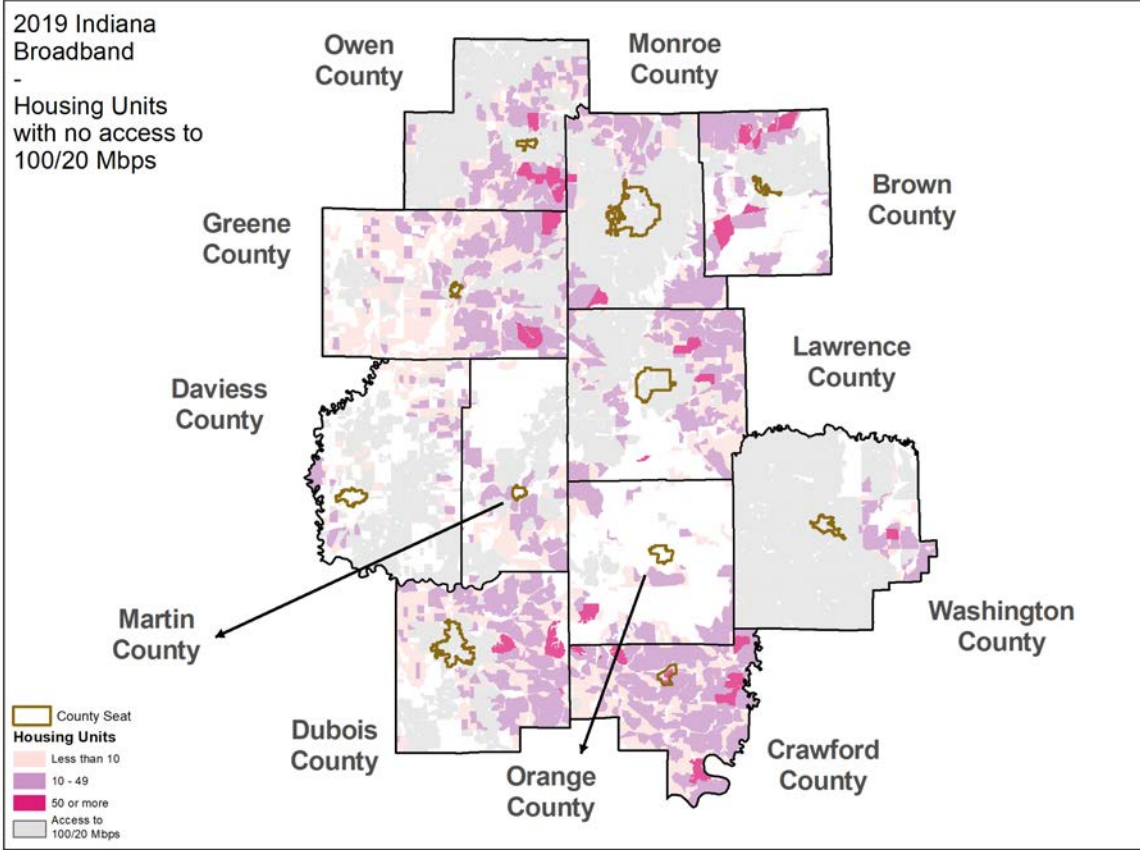 2019 Indiana
Broadband
-
Housing Units
with no access to
100/20 Mbps
Owen
County
Monroe
County
Brown
County
Greene
County
Lawrence
County
Daviess
County
Martin
County
Washington
County
Dubois
County
Orange
County
Crawford
County
County Seat
Housing Units
Less than 10
10 - 49
50 or more
Access to
100/20 Mbps